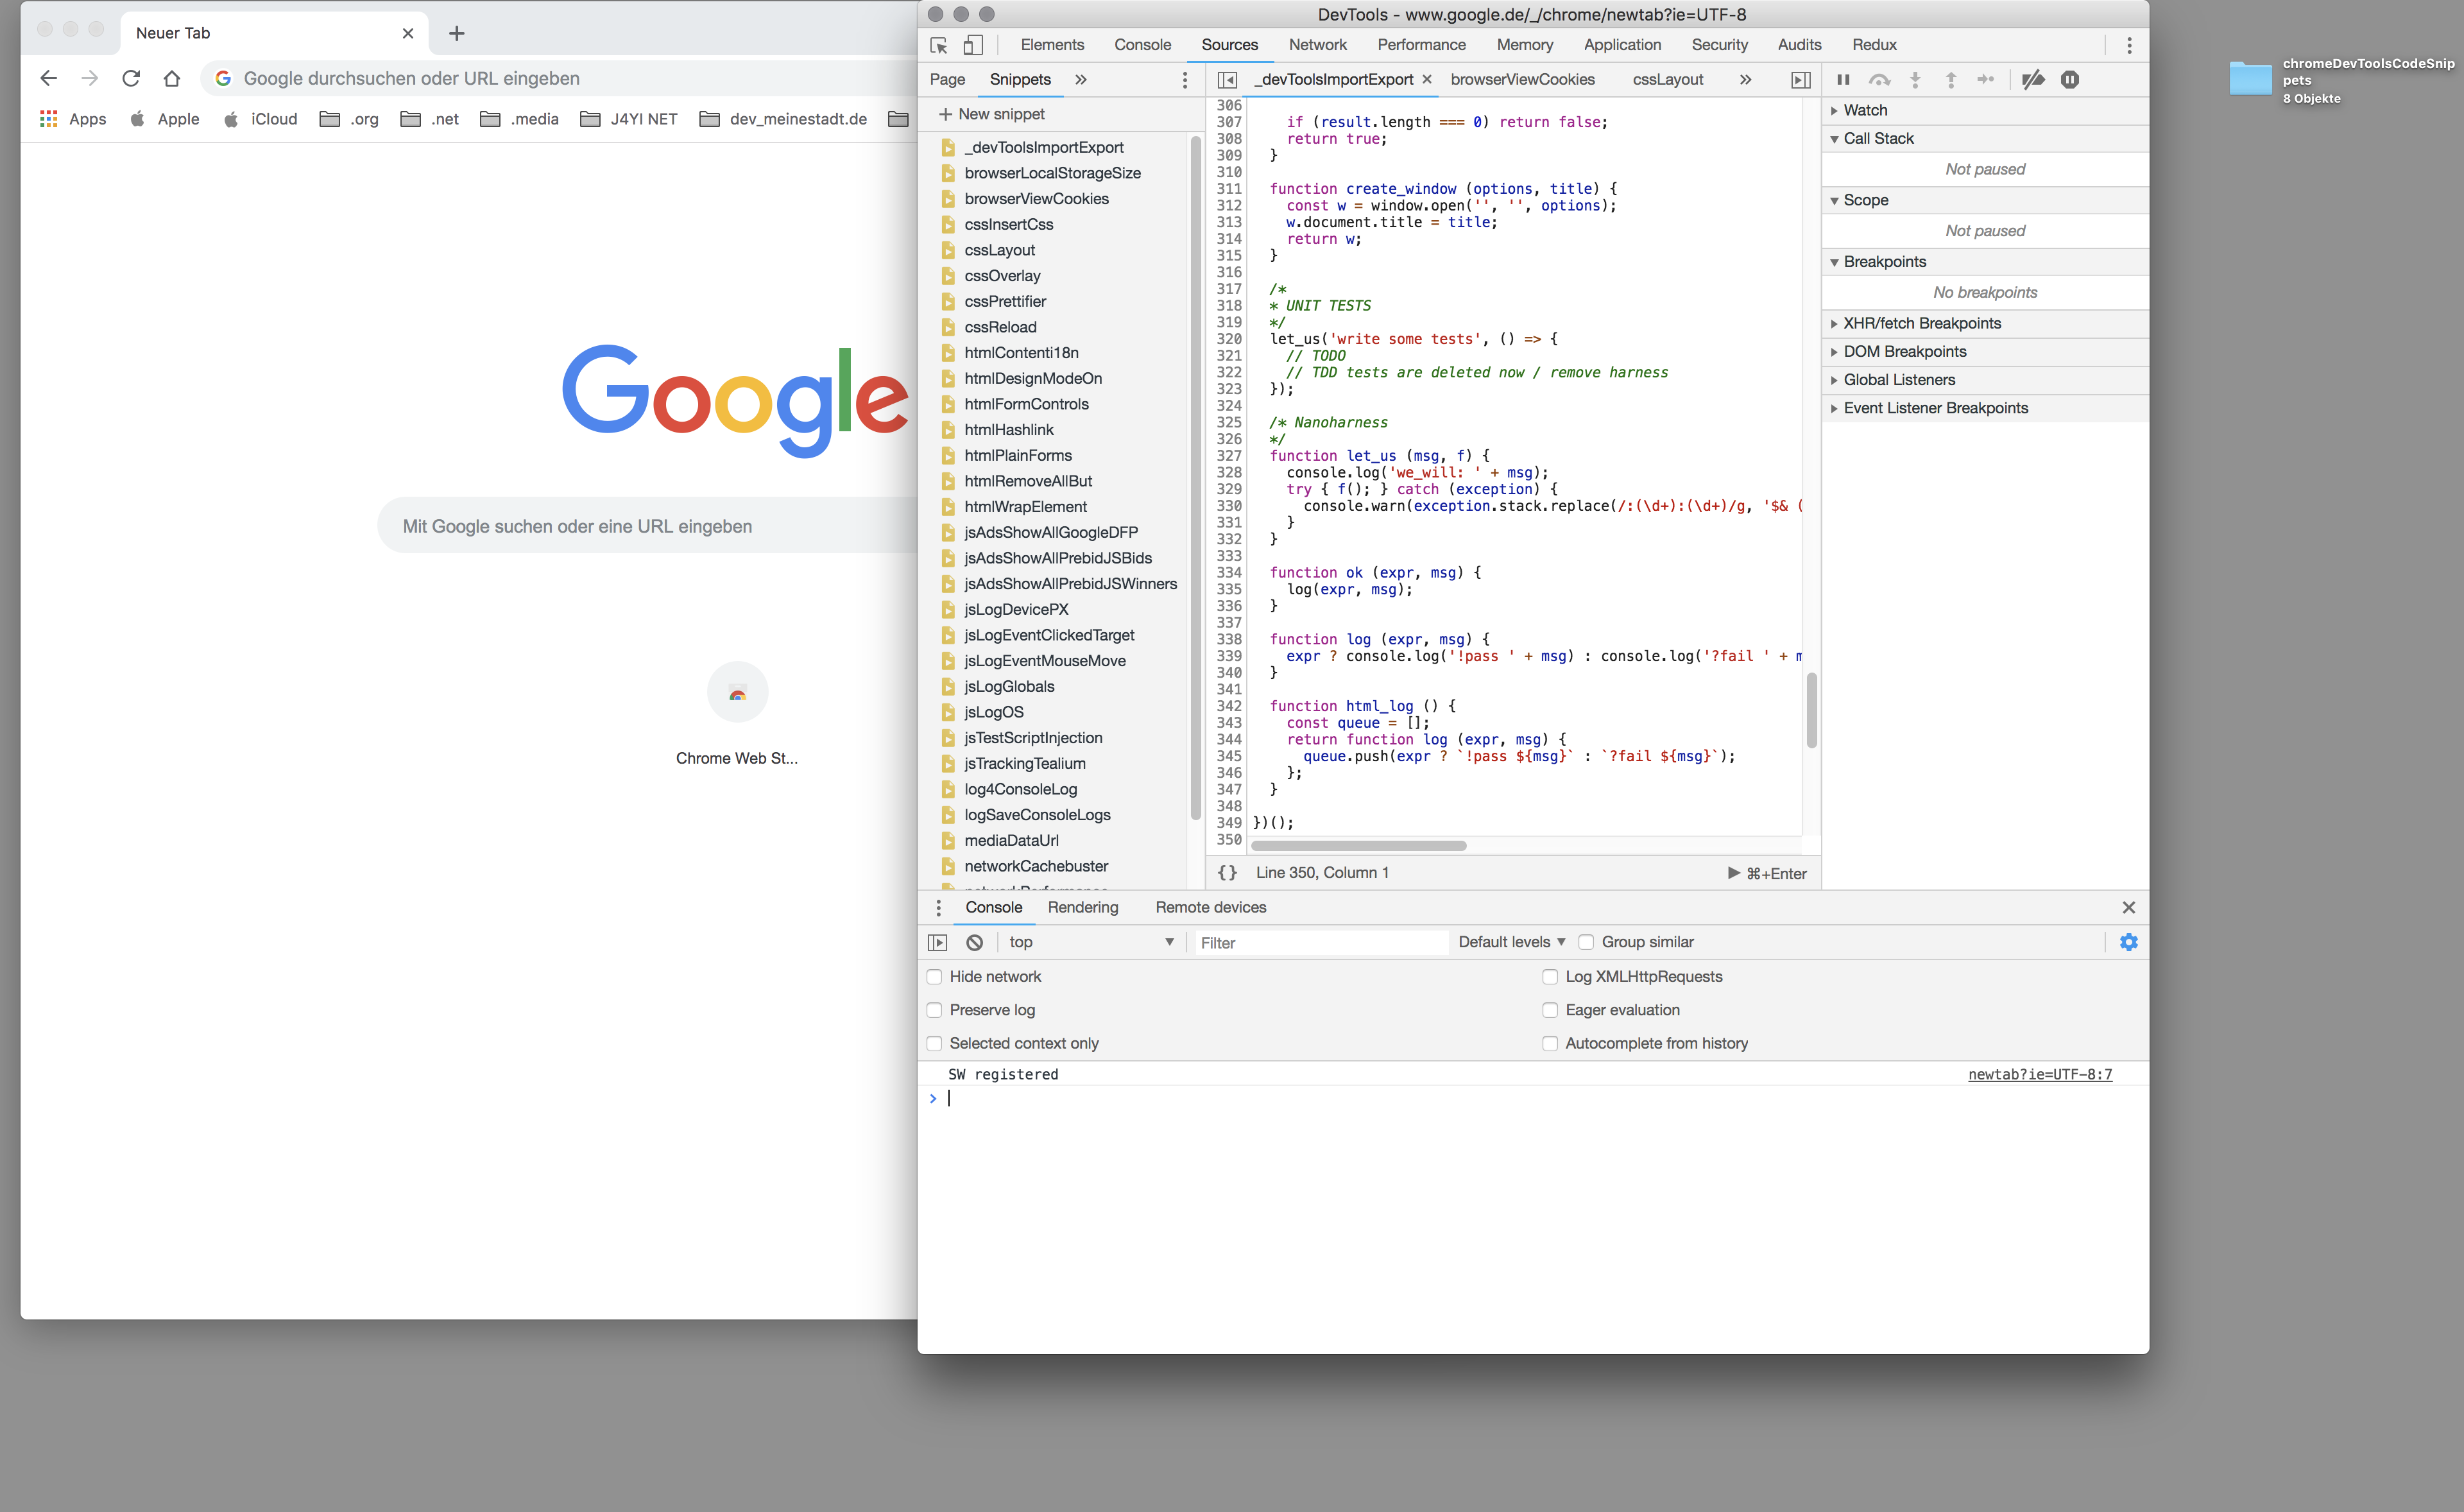 Neuer Tab
Google durchsuchen oder URL eingeben
Apps Apple iCloud .org .net .media J4YI NET dev_meinestadt.de
Google
Mit Google suchen oder eine URL eingeben
Chrome Web St...
DevTools - www.google.de/_/chrome/newtab?ie=UTF-8
Elements Console Sources Network Performance Memory Application Security Audits Redux
Page Snippets »
+ New snippet
_devToolsImportExport
browserLocalStorageSize
browserViewCookies
cssInsertCss
cssLayout
cssOverlay
cssPrettifier
cssReload
htmlContenti18n
htmlDesignModeOn
htmlFormControls
htmlHashlink
htmlPlainForms
htmlRemoveAllBut
htmlWrapElement
jsAdsShowAllGoogleDFP
jsAdsShowAllPrebidJSBids
jsAdsShowAllPrebidJSWinners
jsLogDevicePX
jsLogEventClickedTarget
jsLogEventMouseMove
jsLogGlobals
jsLogOS
jsTestScriptInjection
jsTrackingTealium
log4ConsoleLog
logSaveConsoleLogs
mediaDataUrl
networkCachebuster
_devToolsImportExport × browserViewCookies cssLayout »
306
307 if (result.length === 0) return false;
308 return true;
309 }
310
311 function create_window (options, title) {
312 const w = window.open('', '', options);
313 w.document.title = title;
314 return w;
315 }
316
317 /*
318 * UNIT TESTS
319 */
320 let_us('write some tests', () => {
321 // TODO
322 // TDD tests are deleted now / remove harness
323 });
324
325 /* Nanoharness
326 */
327 function let_us (msg, f) {
328 console.log('we_will: ' + msg);
329 try { f(); } catch (exception) {
330 console.warn(exception.stack.replace(/:(\d+):(\d+)/g, '$& (
331 }
332 }
333
334 function ok (expr, msg) {
335 log(expr, msg);
336 }
337
338 function log (expr, msg) {
339 expr ? console.log('!pass ' + msg) : console.log('?fail ' + m
340 }
341
342 function html_log () {
343 const queue = [];
344 return function log (expr, msg) {
345 queue.push(expr ? `!pass ${msg}` : `?fail ${msg}`);
346 };
347 }
348
349 })();
350
{} Line 350, Column 1 ⌘+Enter
Watch
Call Stack
Not paused
Scope
Not paused
Breakpoints
No breakpoints
XHR/fetch Breakpoints
DOM Breakpoints
Global Listeners
Event Listener Breakpoints
Console Rendering Remote devices
top Filter Default levels Group similar
Hide network Log XMLHttpRequests
Preserve log Eager evaluation
Selected context only Autocomplete from history
SW registered newtab?ie=UTF-8:7
>
chromeDevToolsCodeSnip
pets
8 Objekte